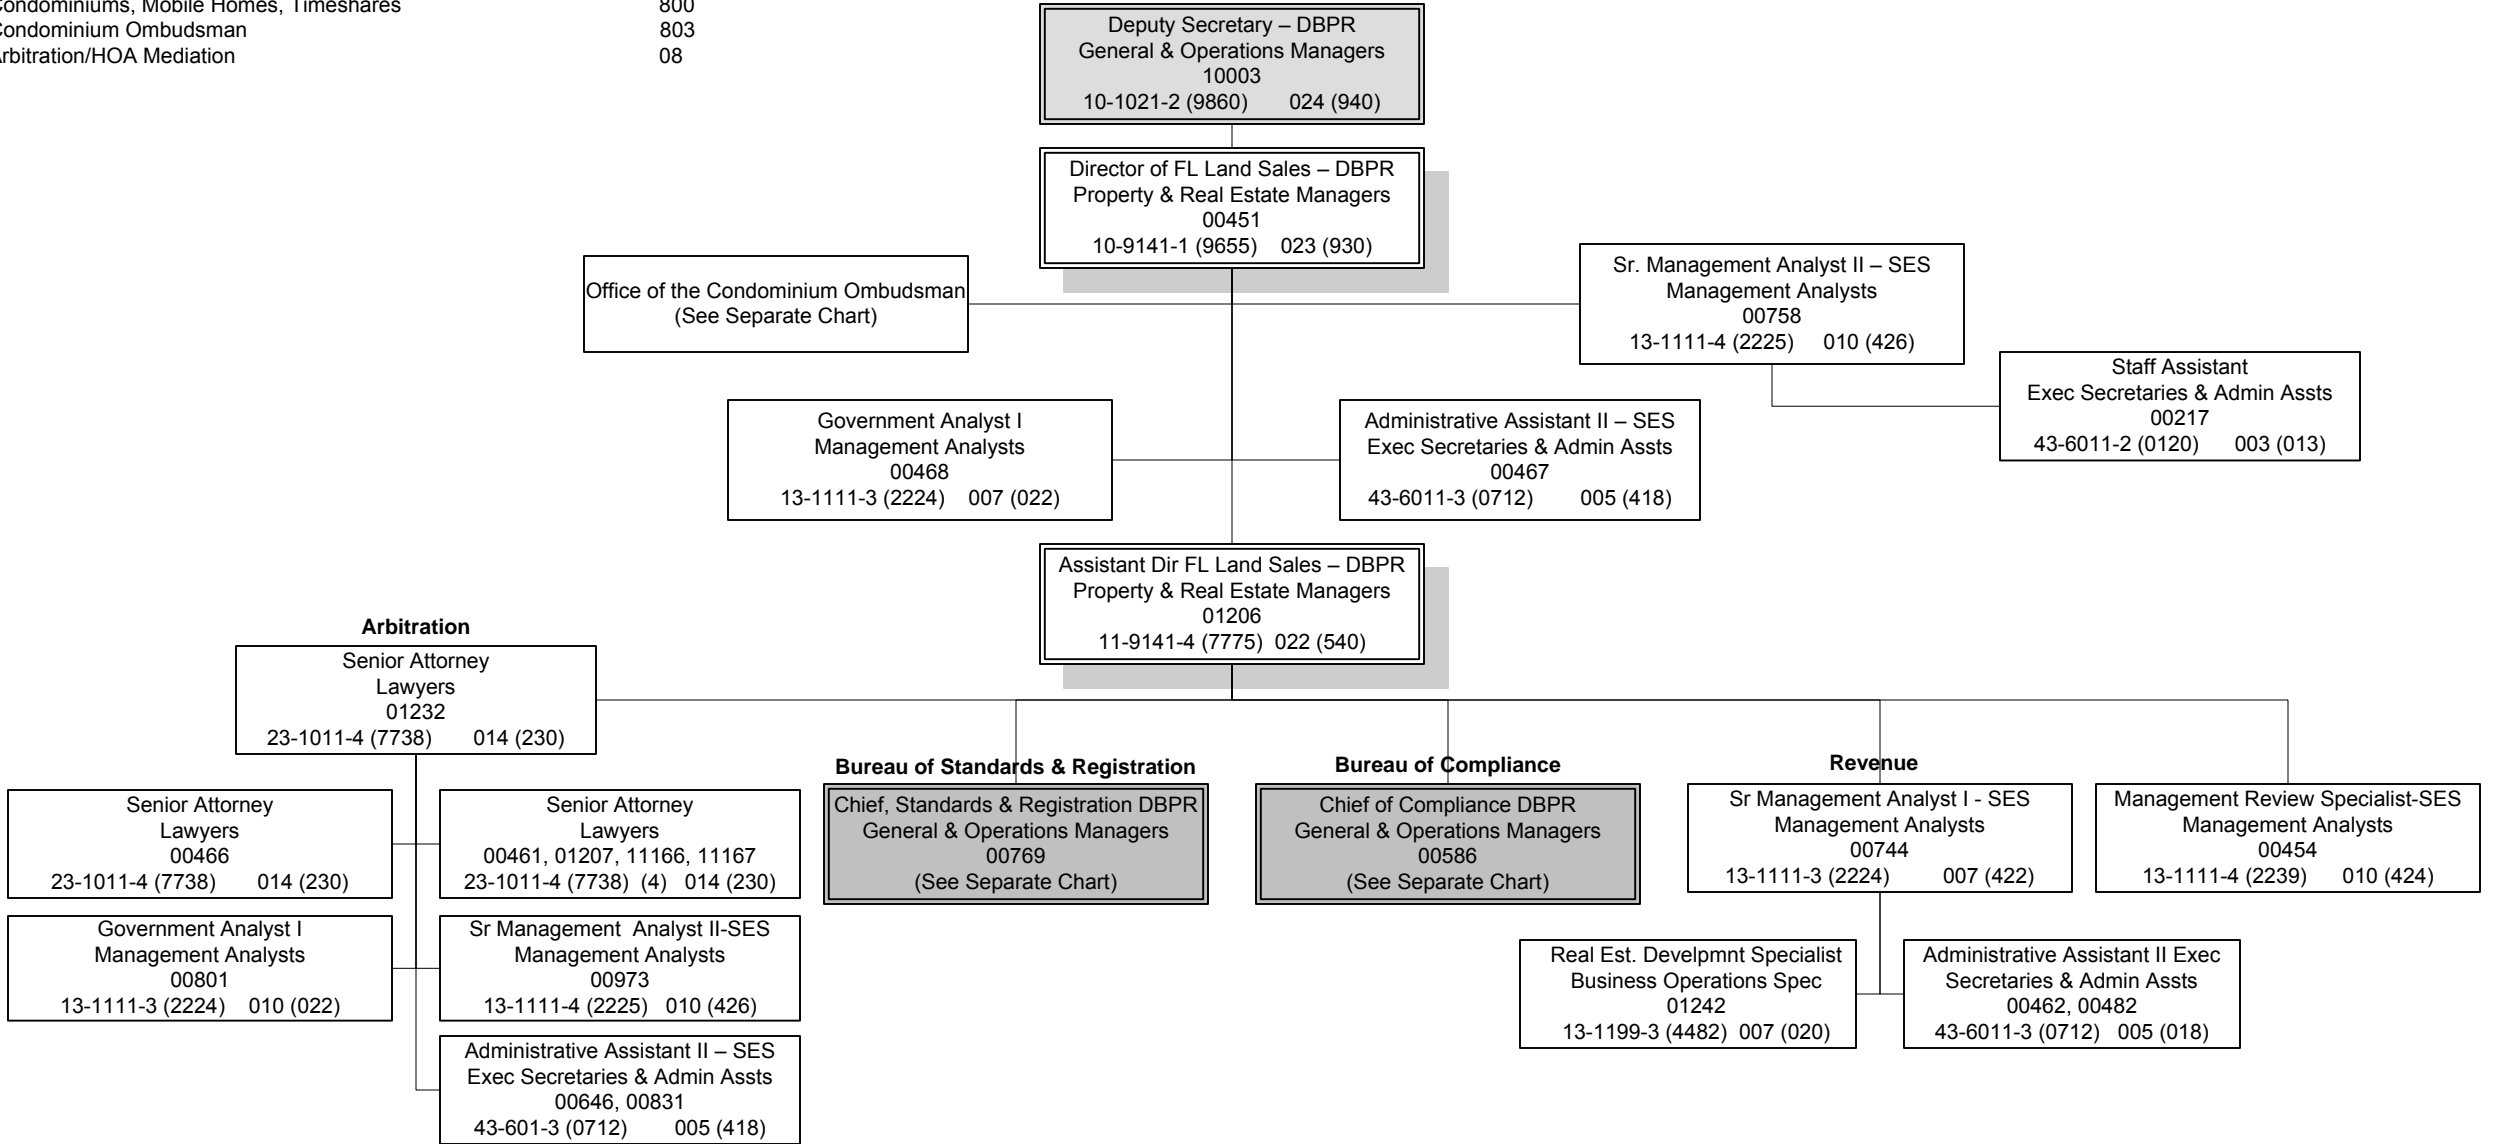 Condominiums, Mobile Homes, Timeshares 800
Condominium Ombudsman 803
Arbitration/HOA Mediation 08
Deputy Secretary – DBPR
General & Operations Managers
10003
10-1021-2 (9860) 024 (940)
Director of FL Land Sales – DBPR
Property & Real Estate Managers
00451
10-9141-1 (9655) 023 (930)
Office of the Condominium Ombudsman
(See Separate Chart)
Sr. Management Analyst II – SES
Management Analysts
00758
13-1111-4 (2225) 010 (426)
Staff Assistant
Exec Secretaries & Admin Assts
00217
43-6011-2 (0120) 003 (013)
Government Analyst I
Management Analysts
00468
13-1111-3 (2224) 007 (022)
Administrative Assistant II – SES
Exec Secretaries & Admin Assts
00467
43-6011-3 (0712) 005 (418)
Assistant Dir FL Land Sales – DBPR
Property & Real Estate Managers
01206
11-9141-4 (7775) 022 (540)
Arbitration
Senior Attorney
Lawyers
01232
23-1011-4 (7738) 014 (230)
Senior Attorney
Lawyers
00466
23-1011-4 (7738) 014 (230)
Senior Attorney
Lawyers
00461, 01207, 11166, 11167
23-1011-4 (7738) (4) 014 (230)
Government Analyst I
Management Analysts
00801
13-1111-3 (2224) 010 (022)
Sr Management Analyst II-SES
Management Analysts
00973
13-1111-4 (2225) 010 (426)
Administrative Assistant II – SES
Exec Secretaries & Admin Assts
00646, 00831
43-601-3 (0712) 005 (418)
Bureau of Standards & Registration
Chief, Standards & Registration DBPR
General & Operations Managers
00769
(See Separate Chart)
Bureau of Compliance
Chief of Compliance DBPR
General & Operations Managers
00586
(See Separate Chart)
Revenue
Sr Management Analyst I - SES
Management Analysts
00744
13-1111-3 (2224) 007 (422)
Management Review Specialist-SES
Management Analysts
00454
13-1111-4 (2239) 010 (424)
Real Est. Develpmnt Specialist
Business Operations Spec
01242
13-1199-3 (4482) 007 (020)
Administrative Assistant II Exec
Secretaries & Admin Assts
00462, 00482
43-6011-3 (0712) 005 (018)